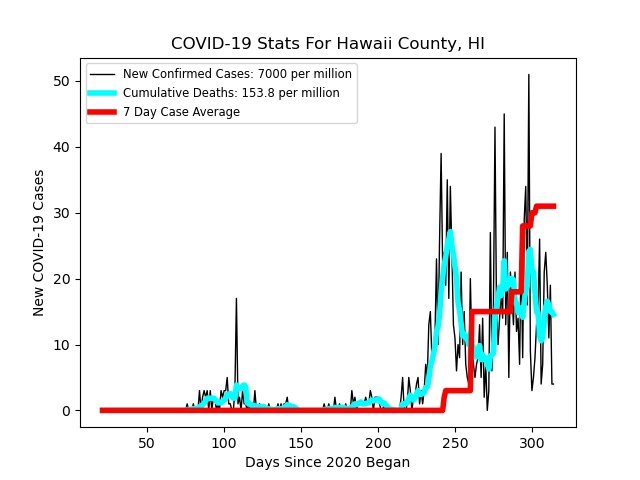 COVID-19 Stats For Hawaii County, HI
New Confirmed Cases: 7000 per million
Cumulative Deaths: 153.8 per million
7 Day Case Average
New COVID-19 Cases
50
40
30
20
10
0
50 100 150 200 250 300
Days Since 2020 Began